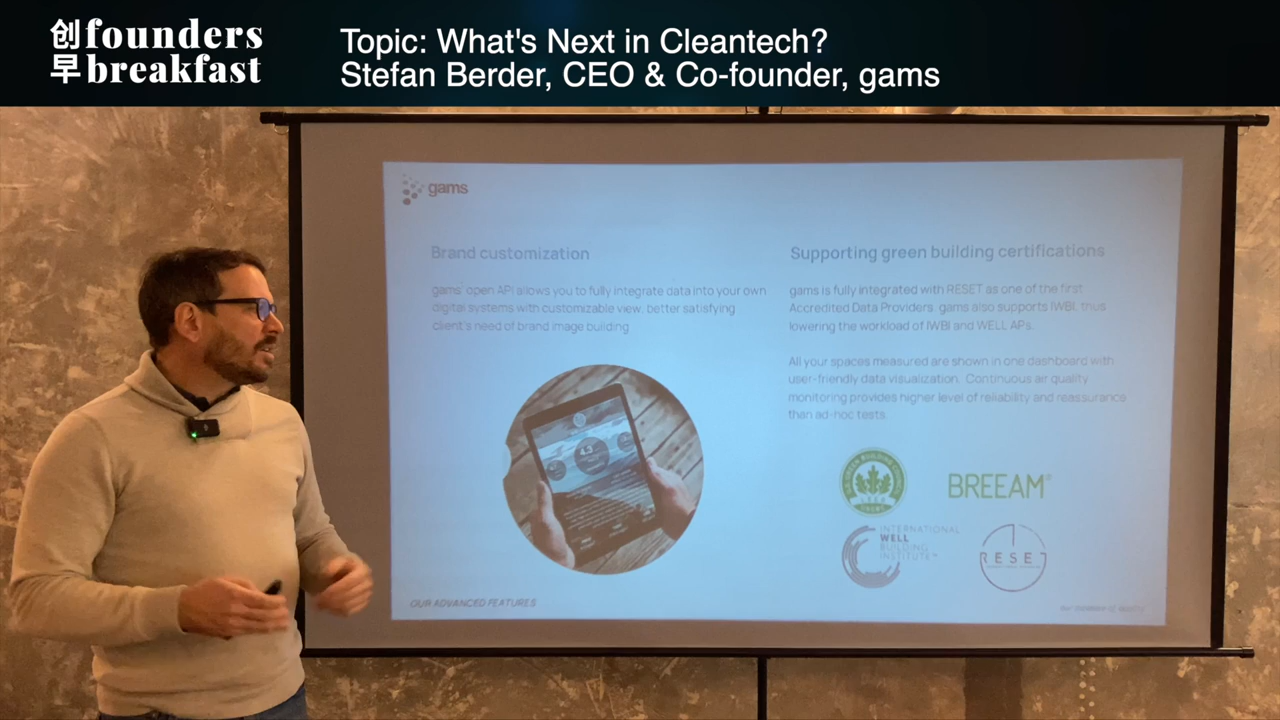 创 founders
早 breakfast
Topic: What's Next in Cleantech?
Stefan Berder, CEO & Co-founder, gams
gams
Brand customization
gams' open API allows you to fully integrate data into your own
digital systems with customizable view, better satisfying
client's need of brand image building
Supporting green building certifications
gams is fully integrated with RESET as one of the first
Accredited Data Providers. gams also supports IWBI, thus
lowering the workload of IWBI and WELL APs.
All your spaces measured are shown in one dashboard with
user-friendly data visualization. Continuous air quality
monitoring provides higher level of reliability and reassurance
than ad-hoc tests.
BREEAM®
INTERNATIONAL
WELL
BUILDING
INSTITUTE™
RESET
OUR ADVANCED FEATURES